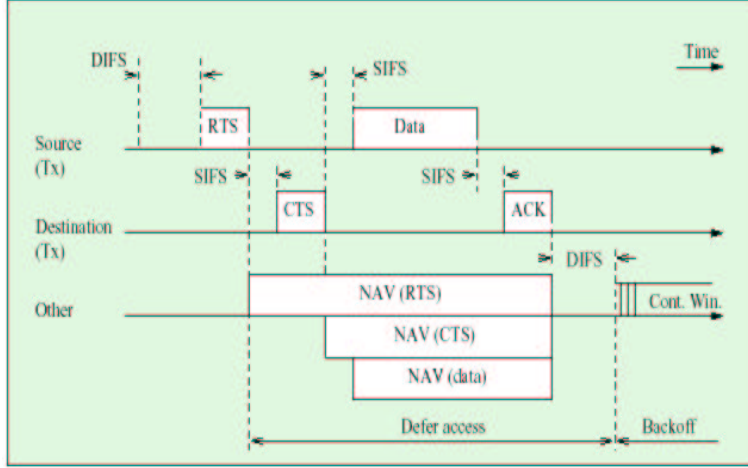 DIFS
SIFS
Time
RTS
Data
Source
(Tx)
SIFS
SIFS
CTS
ACK
Destination
(Tx)
DIFS
NAV (RTS)
Cont. Win.
Other
NAV (CTS)
NAV (data)
Defer access
Backoff